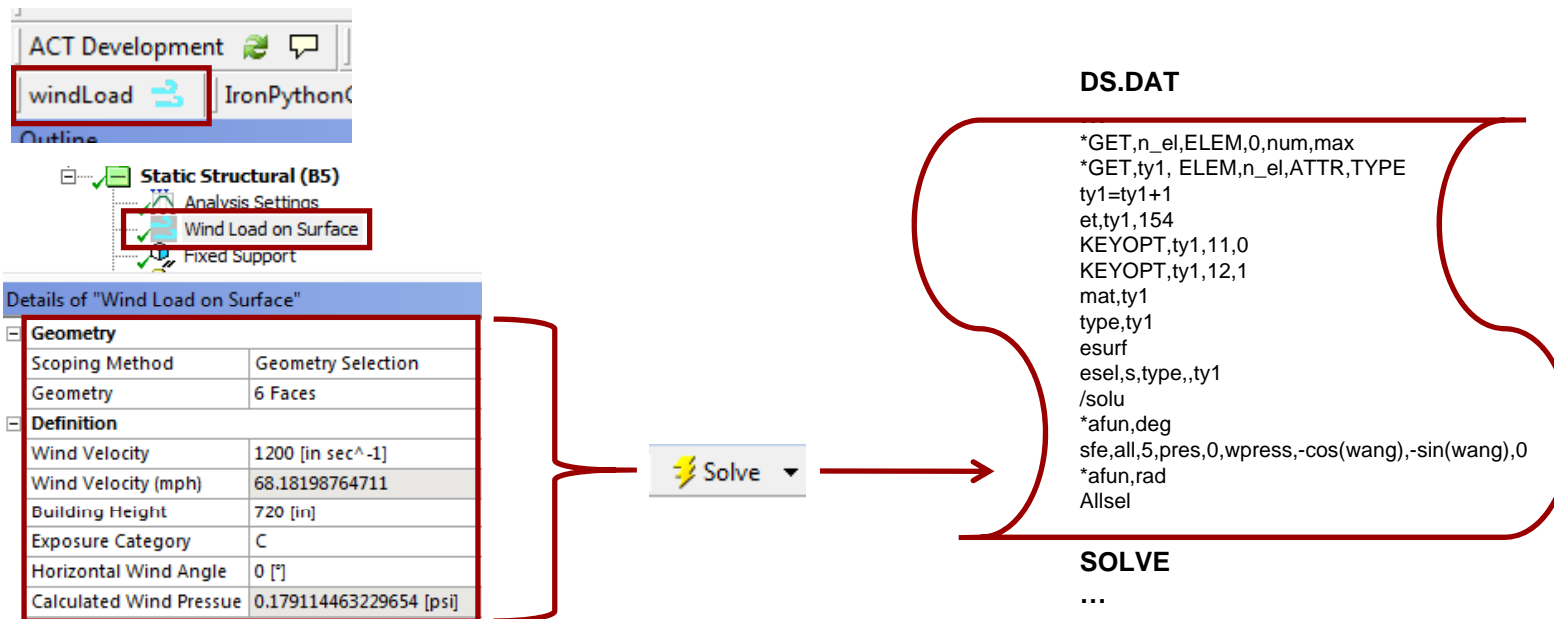 ACT Development
windLoad IronPython
Outline
Static Structural (B5)
Analysis Settings
Wind Load on Surface
Fixed Support
Details of "Wind Load on Surface"
Geometry
Scoping Method Geometry Selection
Geometry 6 Faces
Definition
Wind Velocity 1200 [in sec^-1]
Wind Velocity (mph) 68.18198764711
Building Height 720 [in]
Exposure Category C
Horizontal Wind Angle 0 [°]
Calculated Wind Pressue 0.179114463229654 [psi]
Solve
DS.DAT
…
*GET,n_el,ELEM,0,num,max
*GET,ty1, ELEM,n_el,ATTR,TYPE
ty1=ty1+1
et,ty1,154
KEYOPT,ty1,11,0
KEYOPT,ty1,12,1
mat,ty1
type,ty1
esurf
esel,s,type,,ty1
/solu
*afun,deg
sfe,all,5,pres,0,wpress,-cos(wang),-sin(wang),0
*afun,rad
Allsel
SOLVE
…